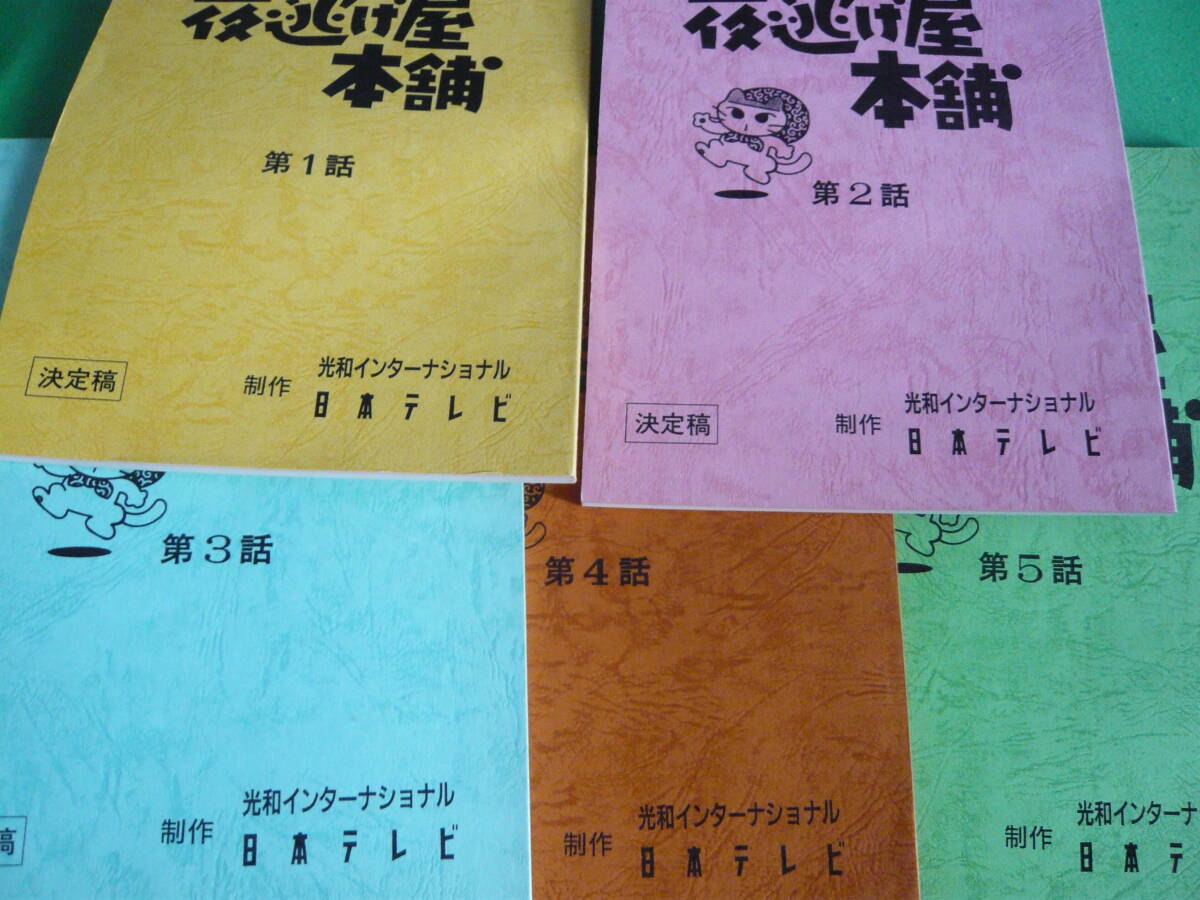 夜逃げ屋
本舗
第1話
決定稿
制作
光和インターナショナル
日本テレビ
夜逃げ屋
本舗
第2話
決定稿
制作
光和インターナショナル
日本テレビ
第3話
稿
制作
光和インターナショナル
日本テレビ
第4話
制作
光和インターナショナル
日本テレビ
舗
第5話
制作
光和インターナショ
日本テ